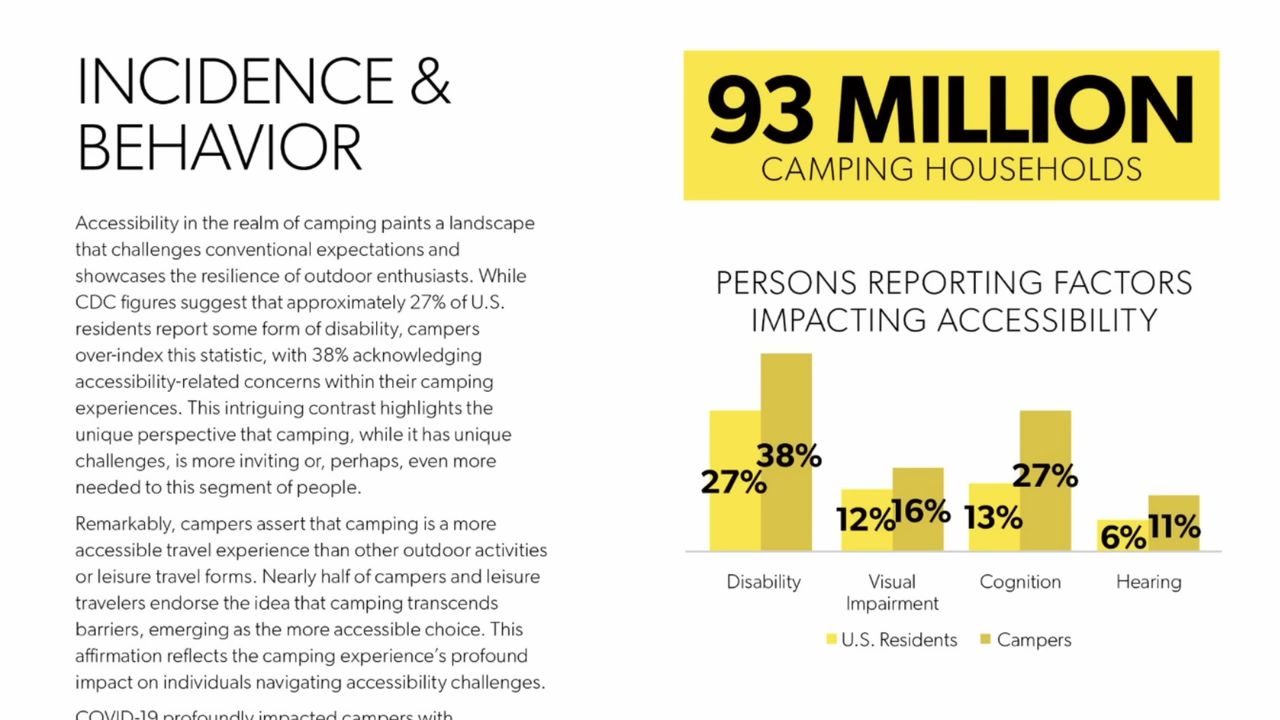 INCIDENCE &
BEHAVIOR
Accessibility in the realm of camping paints a landscape
that challenges conventional expectations and
showcases the resilience of outdoor enthusiasts. While
CDC figures suggest that approximately 27% of U.S.
residents report some form of disability, campers
over-index this statistic, with 38% acknowledging
accessibility-related concerns within their camping
experiences. This intriguing contrast highlights the
unique perspective that camping, while it has unique
challenges, is more inviting or, perhaps, even more
needed to this segment of people.
Remarkably, campers assert that camping is a more
accessible travel experience than other outdoor activities
or leisure travel forms. Nearly half of campers and leisure
travelers endorse the idea that camping transcends
barriers, emerging as the more accessible choice. This
affirmation reflects the camping experience's profound
impact on individuals navigating accessibility challenges.
COVID-19 profoundly impacted campers with
93 MILLION
CAMPING HOUSEHOLDS
PERSONS REPORTING FACTORS
IMPACTING ACCESSIBILITY
27% 38% 12% 16% 13% 27% 6% 11%
Disability Visual Cognition Hearing
Impairment
U.S. Residents Campers